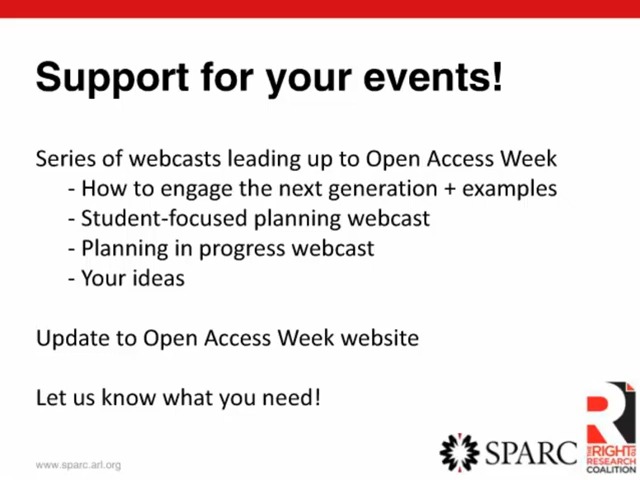 Support for your events!
Series of webcasts leading up to Open Access Week
- How to engage the next generation + examples
- Student-focused planning webcast
- Planning in progress webcast
- Your ideas
Update to Open Access Week website
Let us know what you need!
www.sparc.arl.org
SPARC
R
THE RIGHT TO
RESEARCH
COALITION